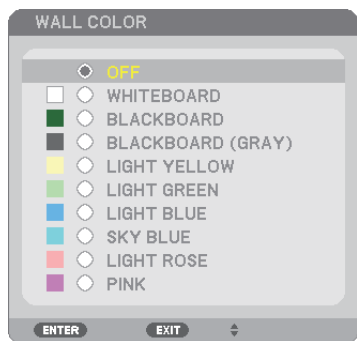 WALL COLOR
OFF
WHITEBOARD
BLACKBOARD
BLACKBOARD (GRAY)
LIGHT YELLOW
LIGHT GREEN
LIGHT BLUE
SKY BLUE
LIGHT ROSE
PINK
ENTER EXIT